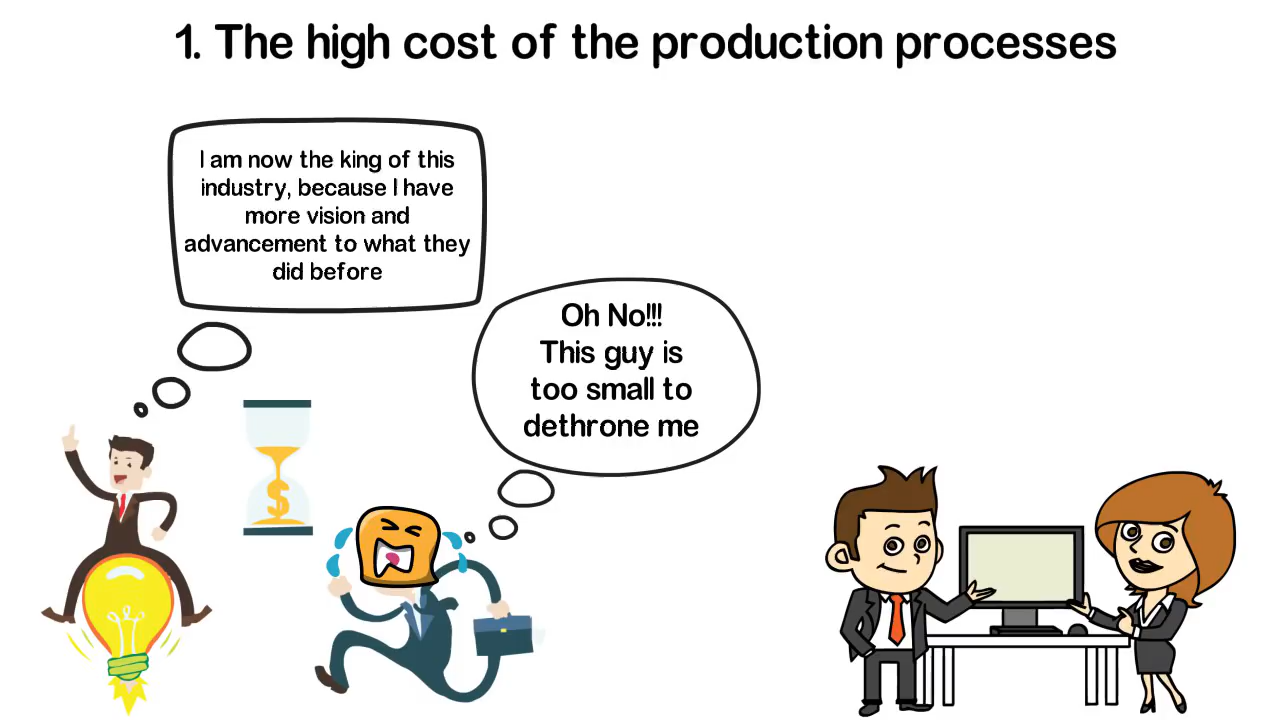 1. The high cost of the production processes
I am now the king of this
industry, because I have
more vision and
advancement to what they
did before
Oh No!!!
This guy is
too small to
dethrone me
$